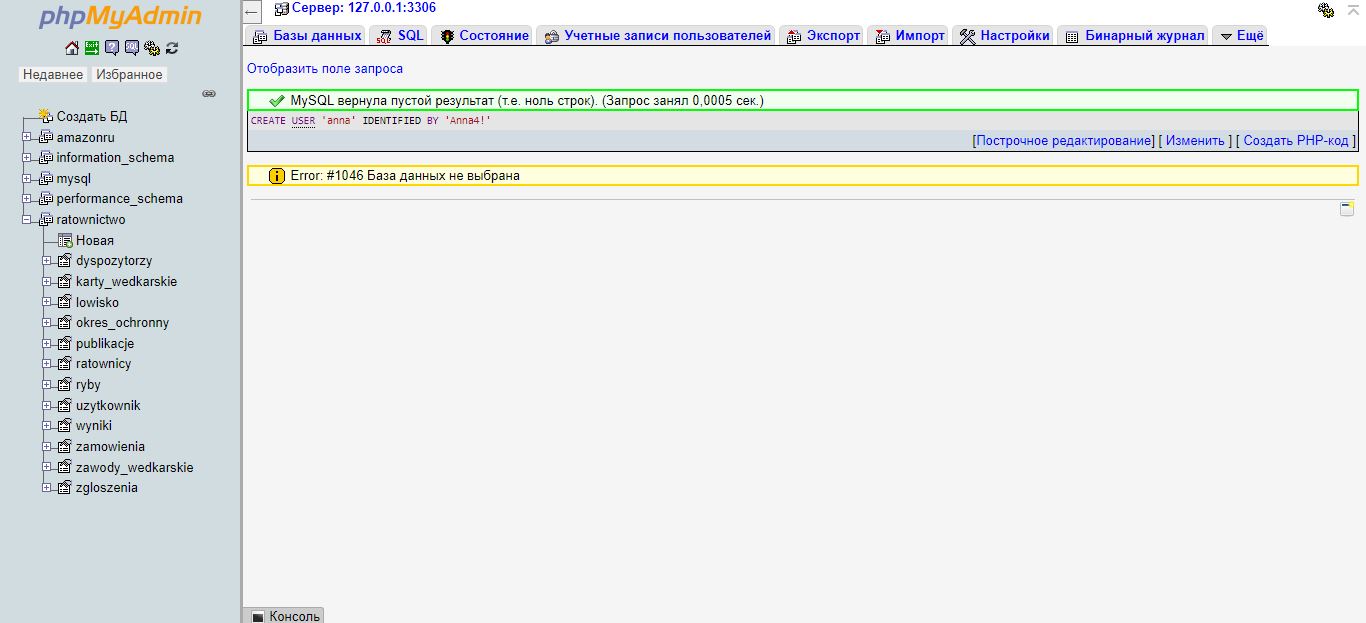 phpMyAdmin
Недавнее Избранное
Создать БД
amazonru
information_schema
mysql
performance_schema
ratownictwo
Новая
dyspozytorzy
karty_wedkarskie
lowisko
okres_ochronny
publikacje
ratownicy
ryby
uzytkownik
wyniki
zamowienia
zawody_wedkarskie
zgloszenia
Сервер: 127.0.0.1:3306
Базы данных SQL Состояние Учетные записи пользователей Экспорт Импорт Настройки Бинарный журнал Ещё
Отобразить поле запроса
MySQL вернула пустой результат (т.е. ноль строк). (Запрос занял 0,0005 сек.)
CREATE USER 'anna' IDENTIFIED BY 'Anna4!'
[Построчное редактирование] [ Изменить ] [ Создать PHP-код ]
Error: #1046 База данных не выбрана
Консоль